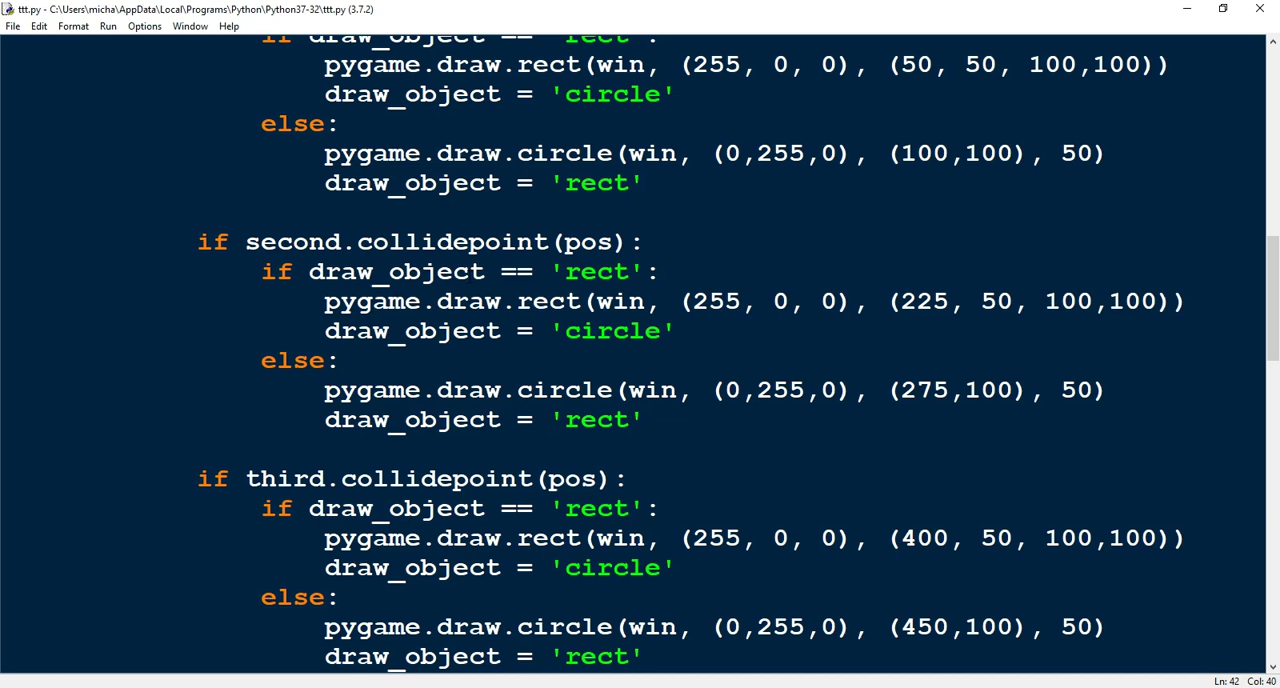 ttt.py - C:\Users\micha\AppData\Local\Programs\Python\Python37-32\ttt.py (3.7.2)
File Edit Format Run Options Window Help
if draw_object == 'rect':
pygame.draw.rect(win, (255, 0, 0), (50, 50, 100,100))
draw_object = 'circle'
else:
pygame.draw.circle(win, (0,255,0), (100,100), 50)
draw_object = 'rect'
if second.collidepoint(pos):
if draw_object == 'rect':
pygame.draw.rect(win, (255, 0, 0), (225, 50, 100,100))
draw_object = 'circle'
else:
pygame.draw.circle(win, (0,255,0), (275,100), 50)
draw_object = 'rect'
if third.collidepoint(pos):
if draw_object == 'rect':
pygame.draw.rect(win, (255, 0, 0), (400, 50, 100,100))
draw_object = 'circle'
else:
pygame.draw.circle(win, (0,255,0), (450,100), 50)
draw_object = 'rect'
Ln: 42 Col: 40